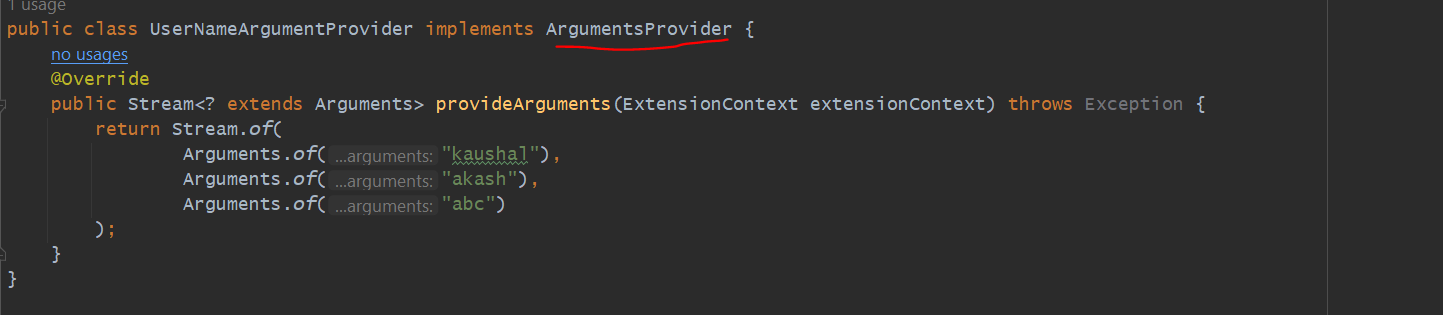 1 usage
public class UserNameArgumentProvider implements ArgumentsProvider {
no usages
@Override
public Stream<? extends Arguments> provideArguments(ExtensionContext extensionContext) throws Exception {
return Stream.of(
Arguments.of( ...arguments: "kaushal"),
Arguments.of( ...arguments: "akash"),
Arguments.of( ...arguments: "abc")
);
}
}